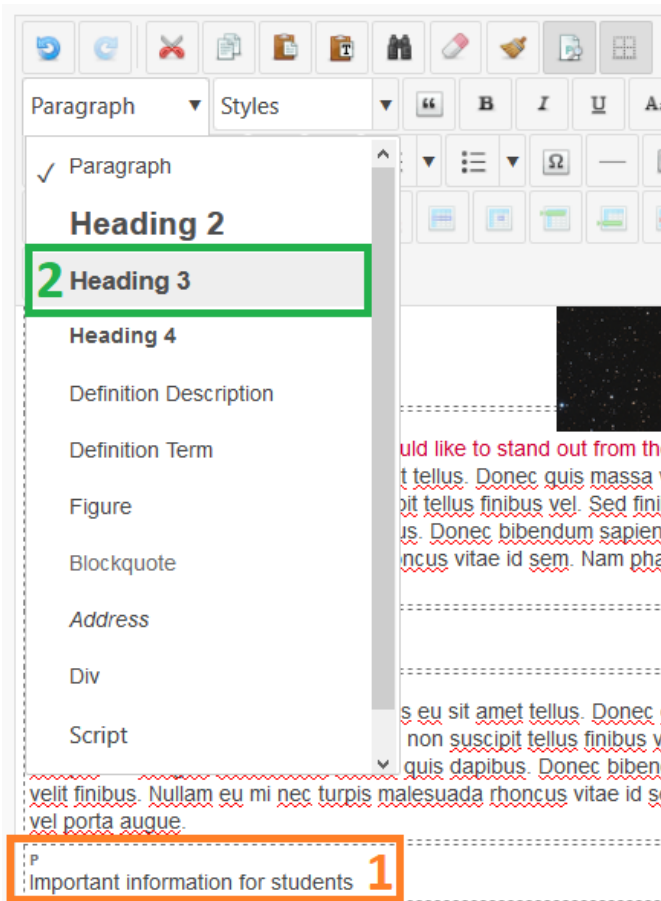 Paragraph ▼ Styles ▼ B I U A
T
Ω
✓ Paragraph
Heading 2
2 Heading 3
Heading 4
Definition Description
Definition Term
Figure
Blockquote
Address
Div
Script
uld like to stand out from the
t tellus. Donec quis massa
pit tellus finibus vel. Sed fini
us. Donec bibendum sapien
oncus vitae id sem. Nam pha
s eu sit amet tellus. Donec
non suscipit tellus finibus v
quis dapibus. Donec biben
velit finibus. Nullam eu mi nec turpis malesuada rhoncus vitae id s
vel porta augue.
P
Important information for students 1